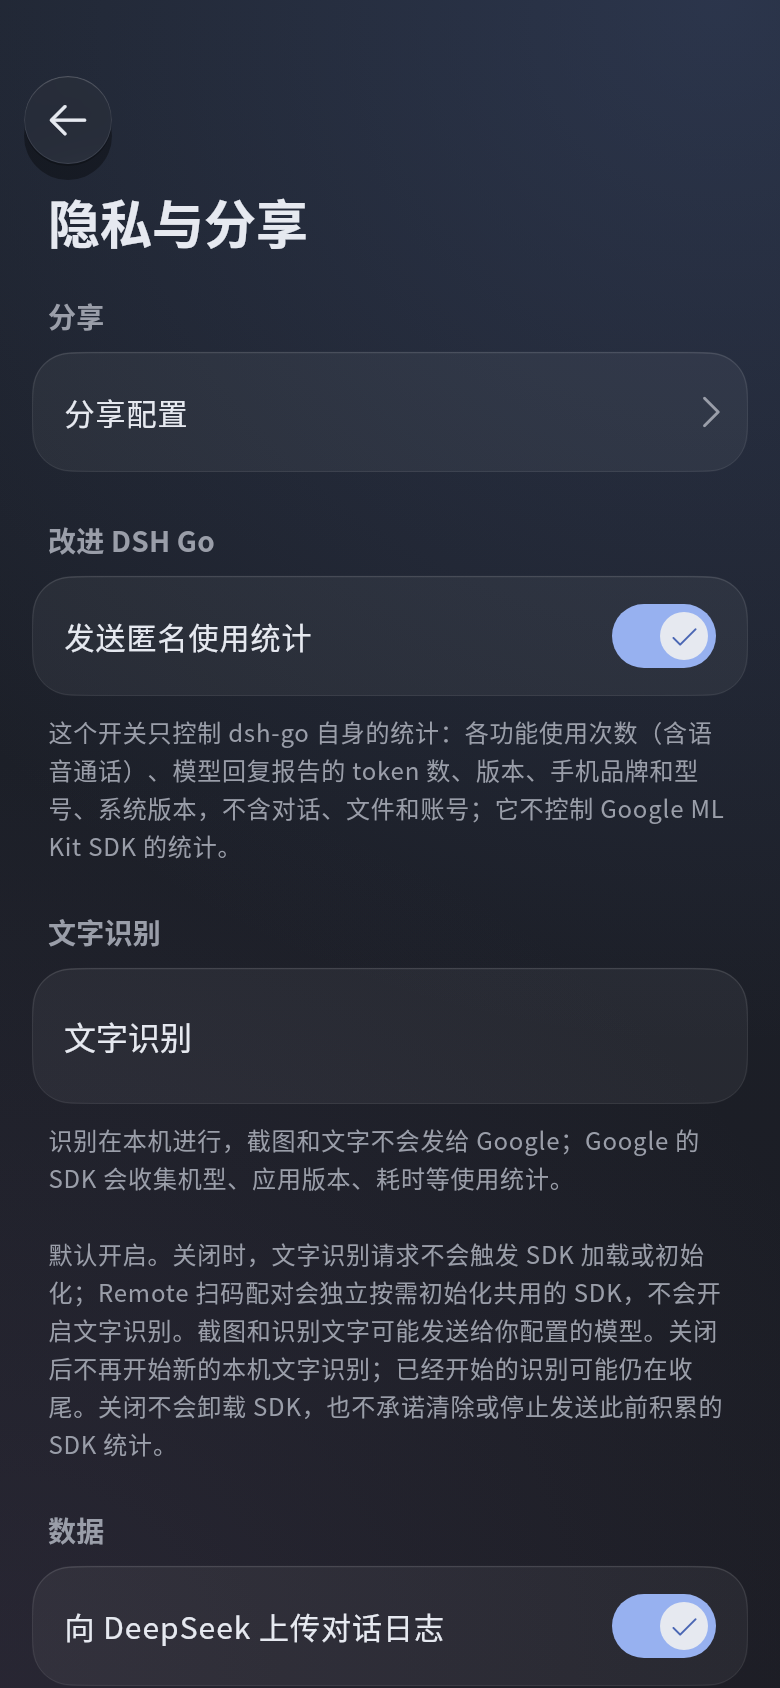 隐私与分享
分享
分享配置
改进 DSH Go
发送匿名使用统计
这个开关只控制 dsh-go 自身的统计：各功能使用次数（含语
音通话）、模型回复报告的 token 数、版本、手机品牌和型
号、系统版本，不含对话、文件和账号；它不控制 Google ML
Kit SDK 的统计。
文字识别
文字识别
识别在本机进行，截图和文字不会发给 Google；Google 的
SDK 会收集机型、应用版本、耗时等使用统计。
默认开启。关闭时，文字识别请求不会触发 SDK 加载或初始
化；Remote 扫码配对会独立按需初始化共用的 SDK，不会开
启文字识别。截图和识别文字可能发送给你配置的模型。关闭
后不再开始新的本机文字识别；已经开始的识别可能仍在收
尾。关闭不会卸载 SDK，也不承诺清除或停止发送此前积累的
SDK 统计。
数据
向 DeepSeek 上传对话日志